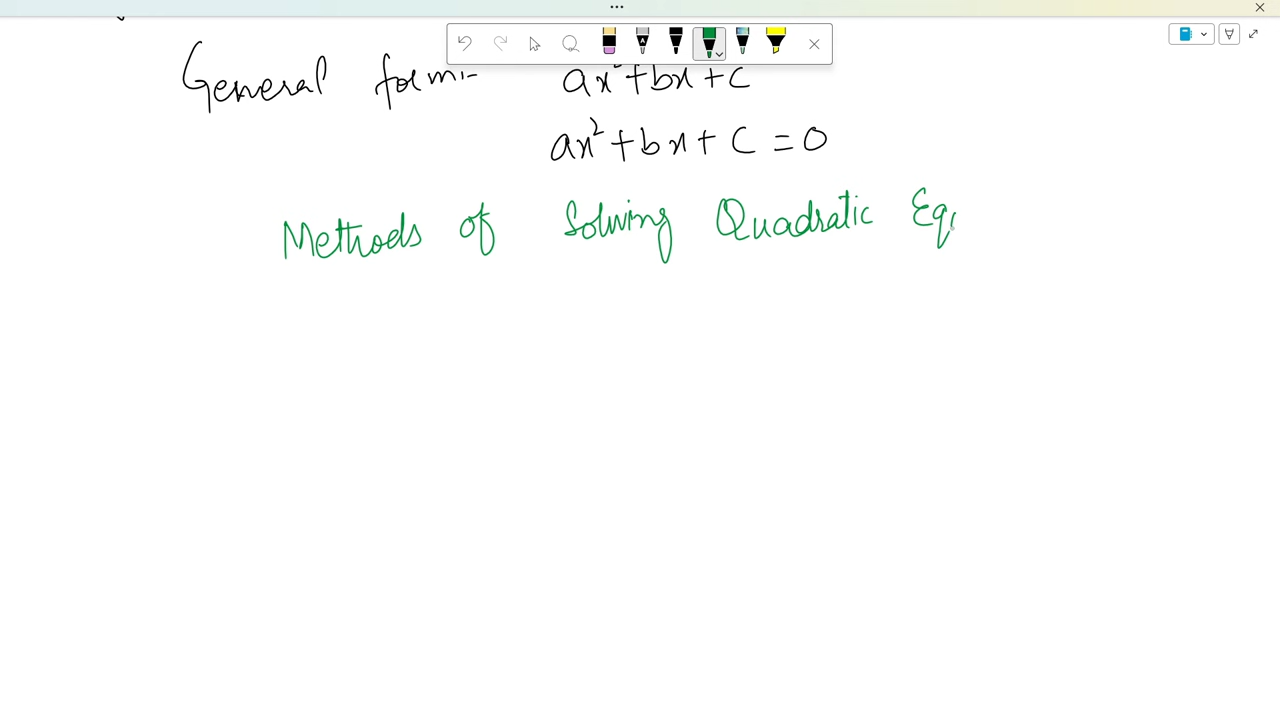 General form:-  ax²+bx+c
ax²+bx+c=0
Methods of Solving Quadratic Eq